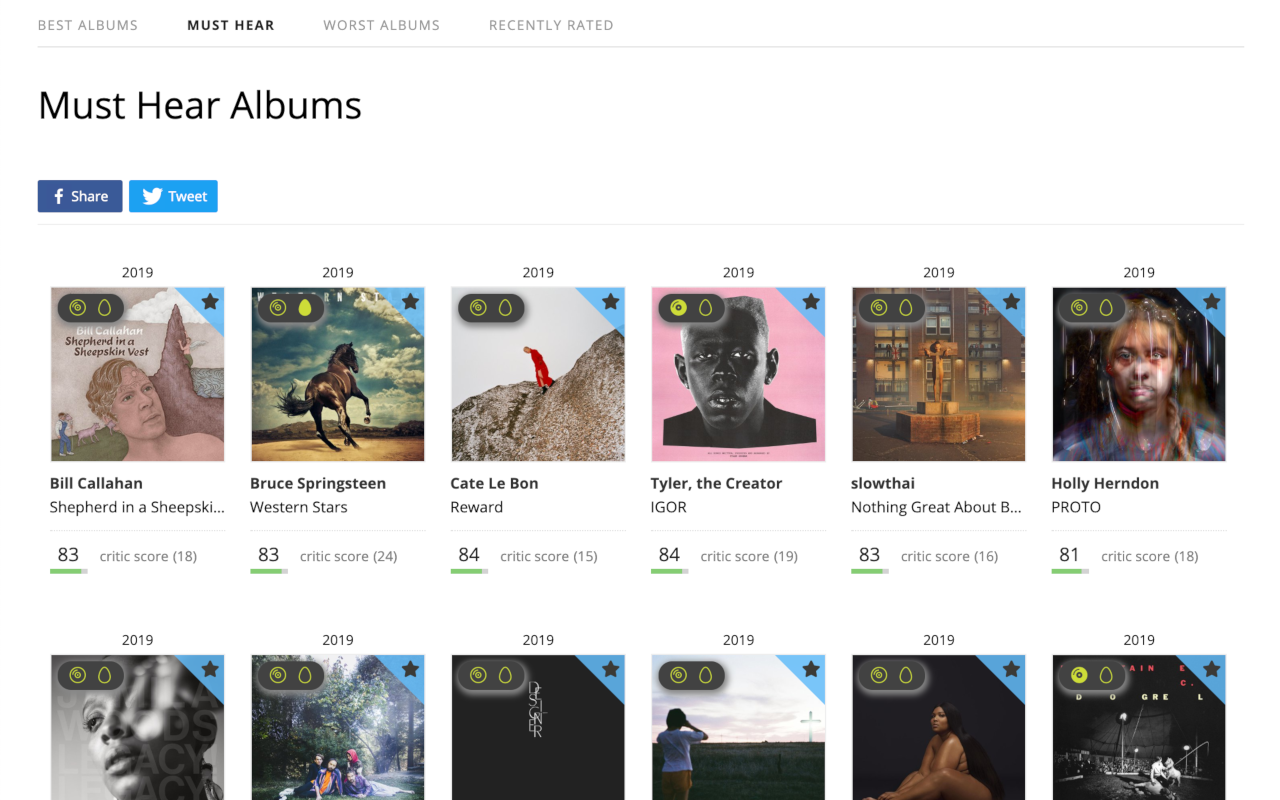 BEST ALBUMS
MUST HEAR
WORST ALBUMS
RECENTLY RATED
Must Hear Albums
Share
Tweet
2019
2019
2019
2019
2019
2019
Bill Callahan
Shepherd in a
Sheepskin Vest
Bill Callahan
Shepherd in a Sheepski...
83
critic score (18)
Bruce Springsteen
Western Stars
83
critic score (24)
Cate Le Bon
Reward
84
critic score (15)
Tyler, the Creator
IGOR
84
critic score (19)
slowthai
Nothing Great About B...
83
critic score (16)
Holly Herndon
PROTO
81
critic score (18)
2019
2019
2019
2019
2019
2019
LEGACY
LEGACY
DESIGNER
AIN E
C.
D O GRE L